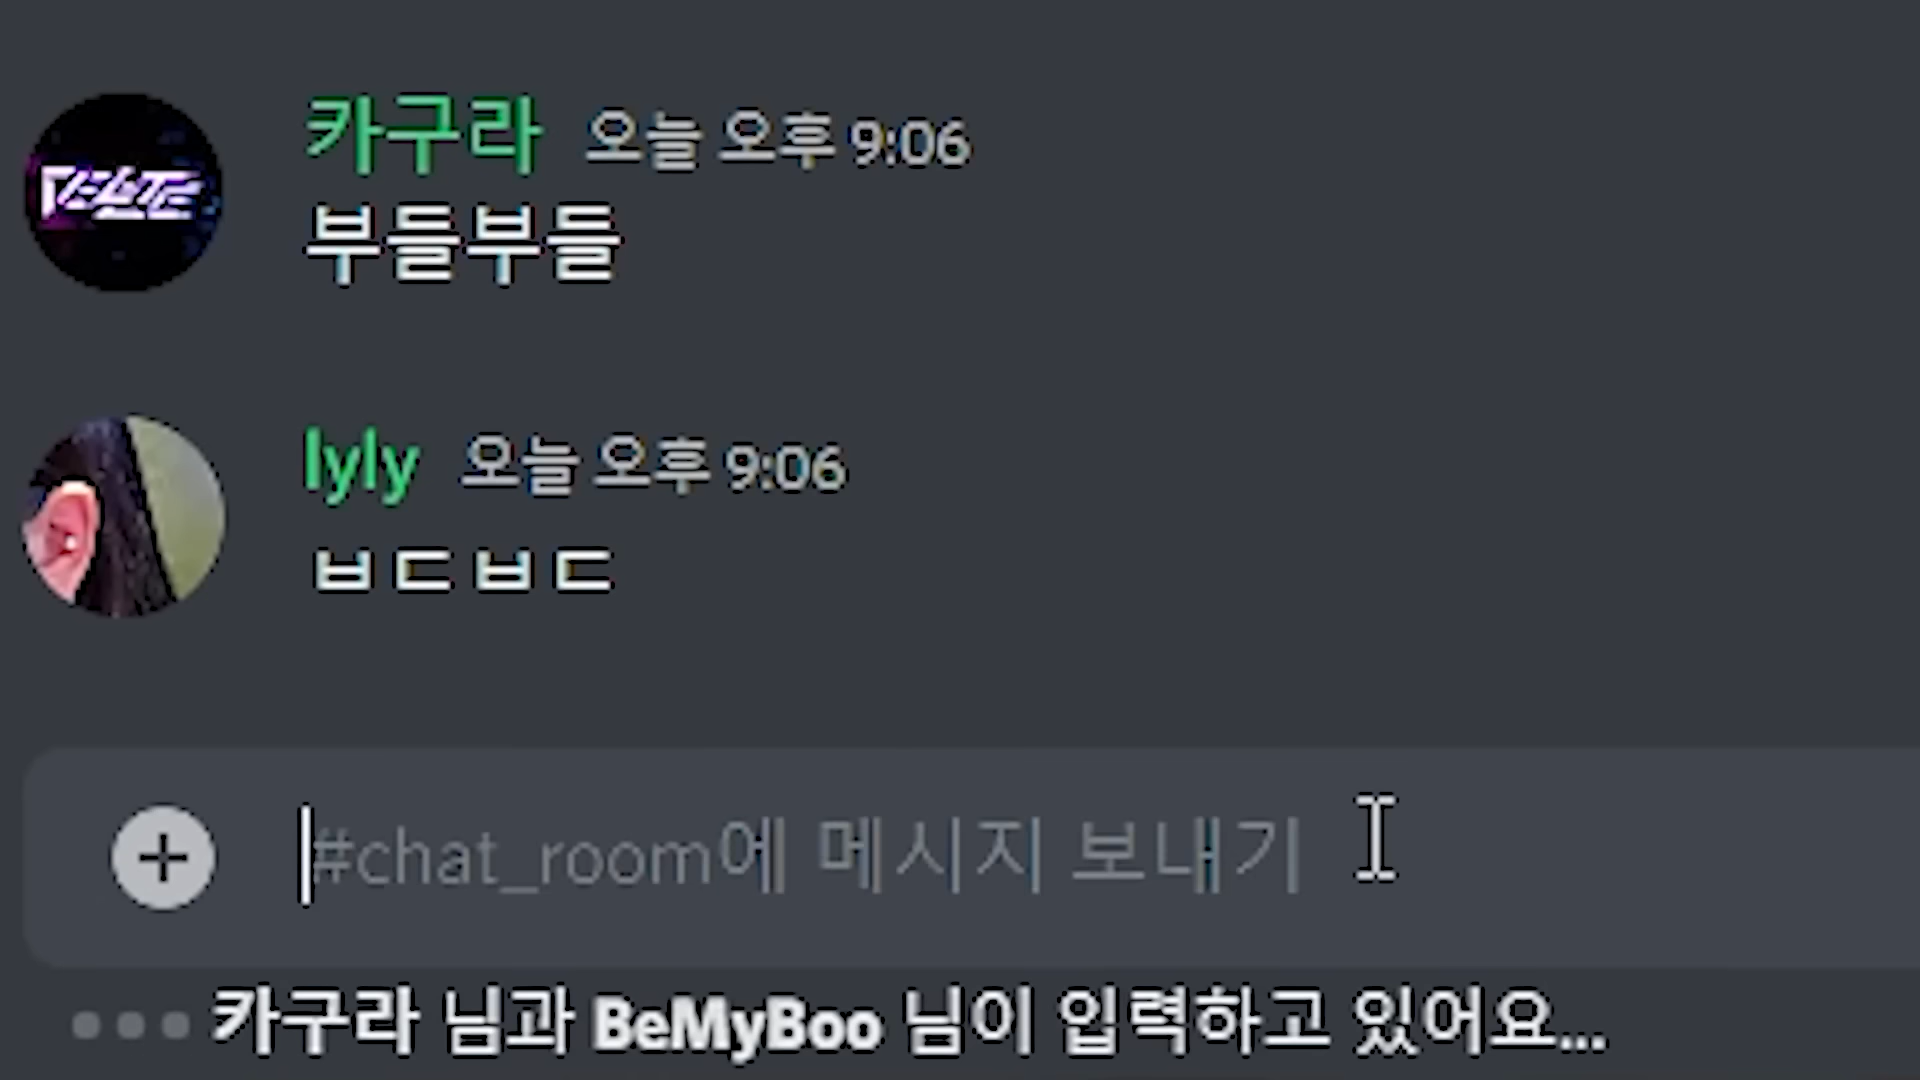 카구라 오늘 오후 9:06
부들부들
lyly 오늘 오후 9:06
ㅂㄷㅂㄷ
#chat_room에 메시지 보내기
카구라 님과 BeMyBoo 님이 입력하고 있어요...